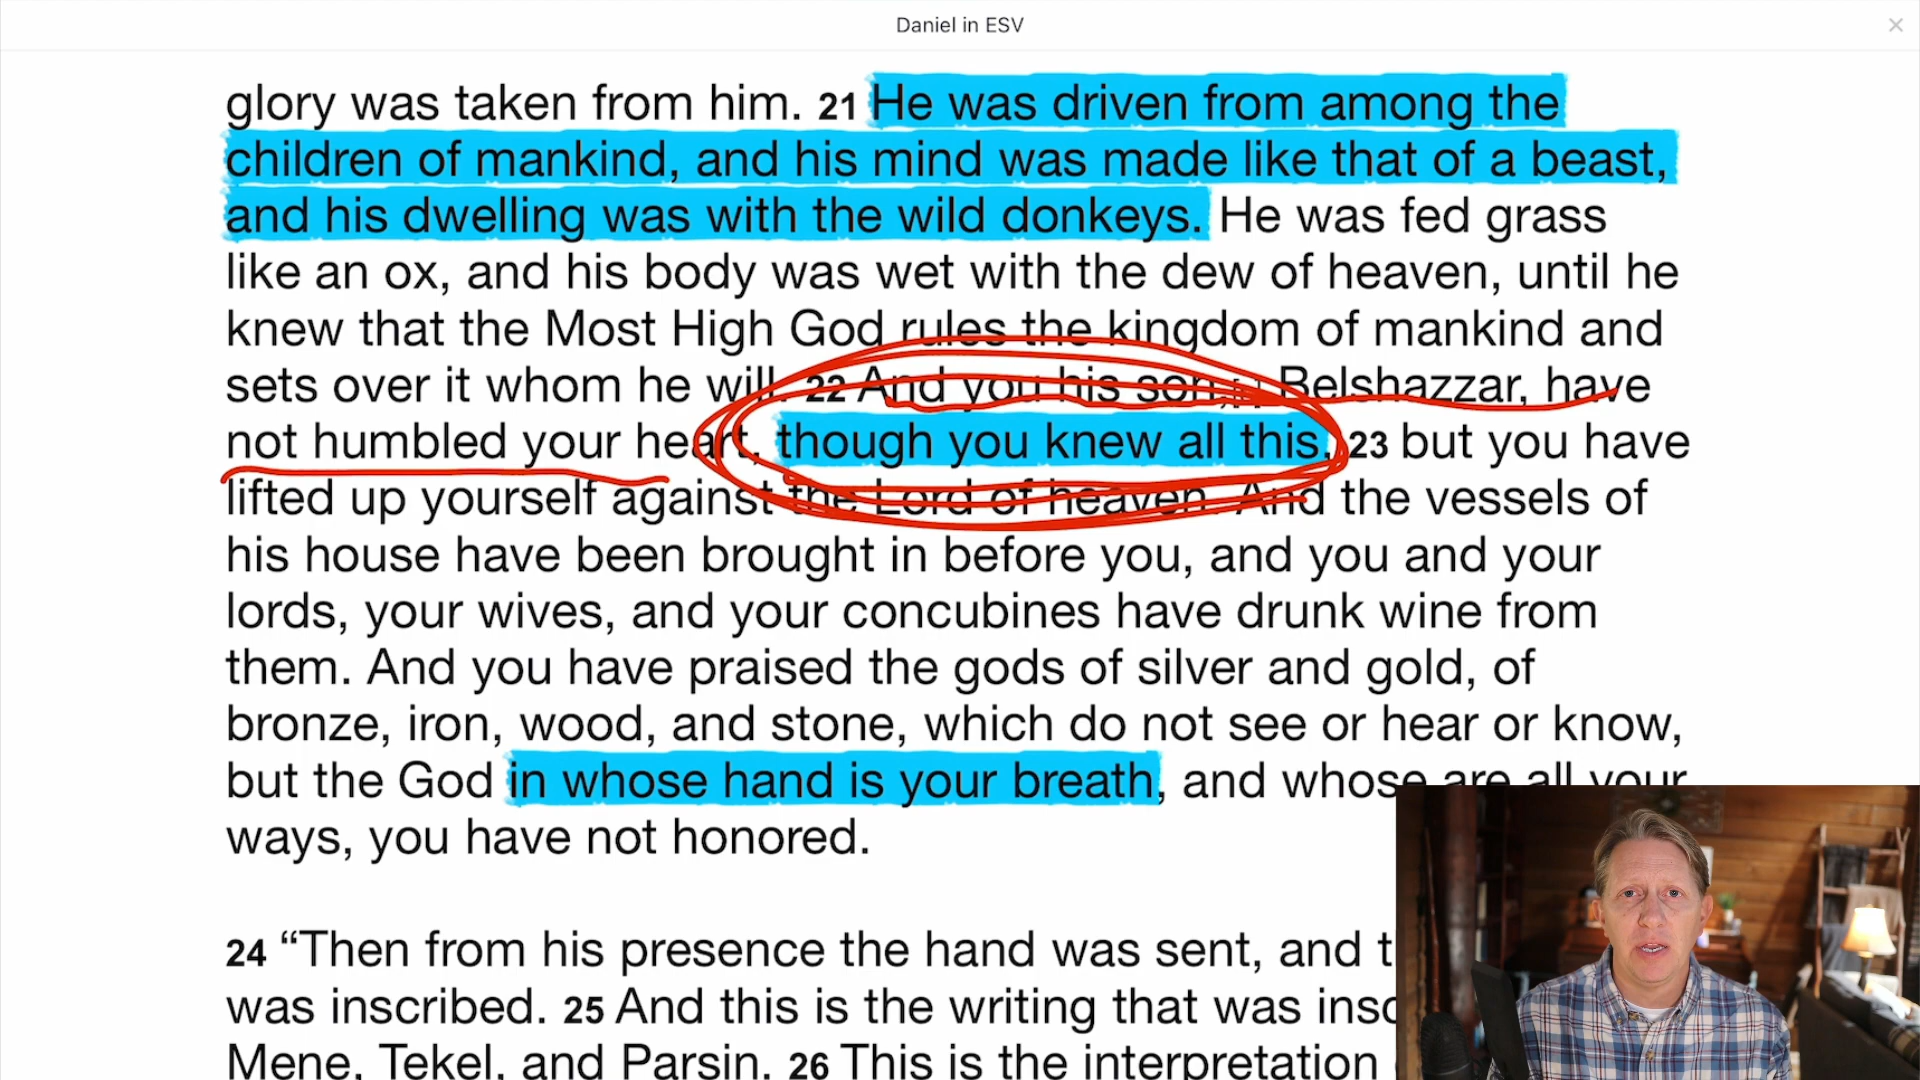 Daniel in ESV
glory was taken from him. 21 He was driven from among the
children of mankind, and his mind was made like that of a beast,
and his dwelling was with the wild donkeys. He was fed grass
like an ox, and his body was wet with the dew of heaven, until he
knew that the Most High God rules the kingdom of mankind and
sets over it whom he will. 22 And you his son, Belshazzar, have
not humbled your heart, though you knew all this, 23 but you have
lifted up yourself against the Lord of heaven. And the vessels of
his house have been brought in before you, and you and your
lords, your wives, and your concubines have drunk wine from
them. And you have praised the gods of silver and gold, of
bronze, iron, wood, and stone, which do not see or hear or know,
but the God in whose hand is your breath, and whose are all your
ways, you have not honored.
24 “Then from his presence the hand was sent, and
was inscribed. 25 And this is the writing that was
Mene, Tekel, and Parsin. 26 This is the interpretation